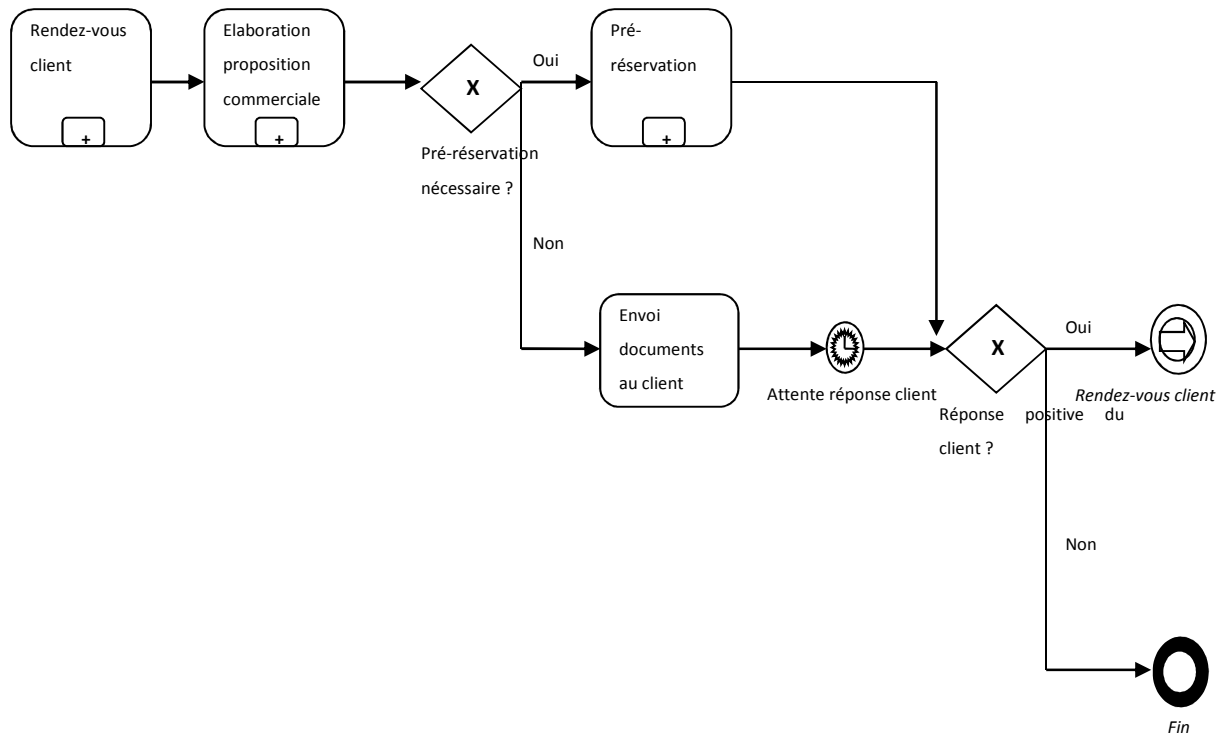 Rendez-vous
client
+
Elaboration
proposition
commerciale
+
X
Pré-réservation
nécessaire ?
Oui
Pré-
réservation
+
Non
Envoi
documents
au client
Attente réponse client
X
Réponse positive du
client ?
Oui
Rendez-vous client
Non
Fin